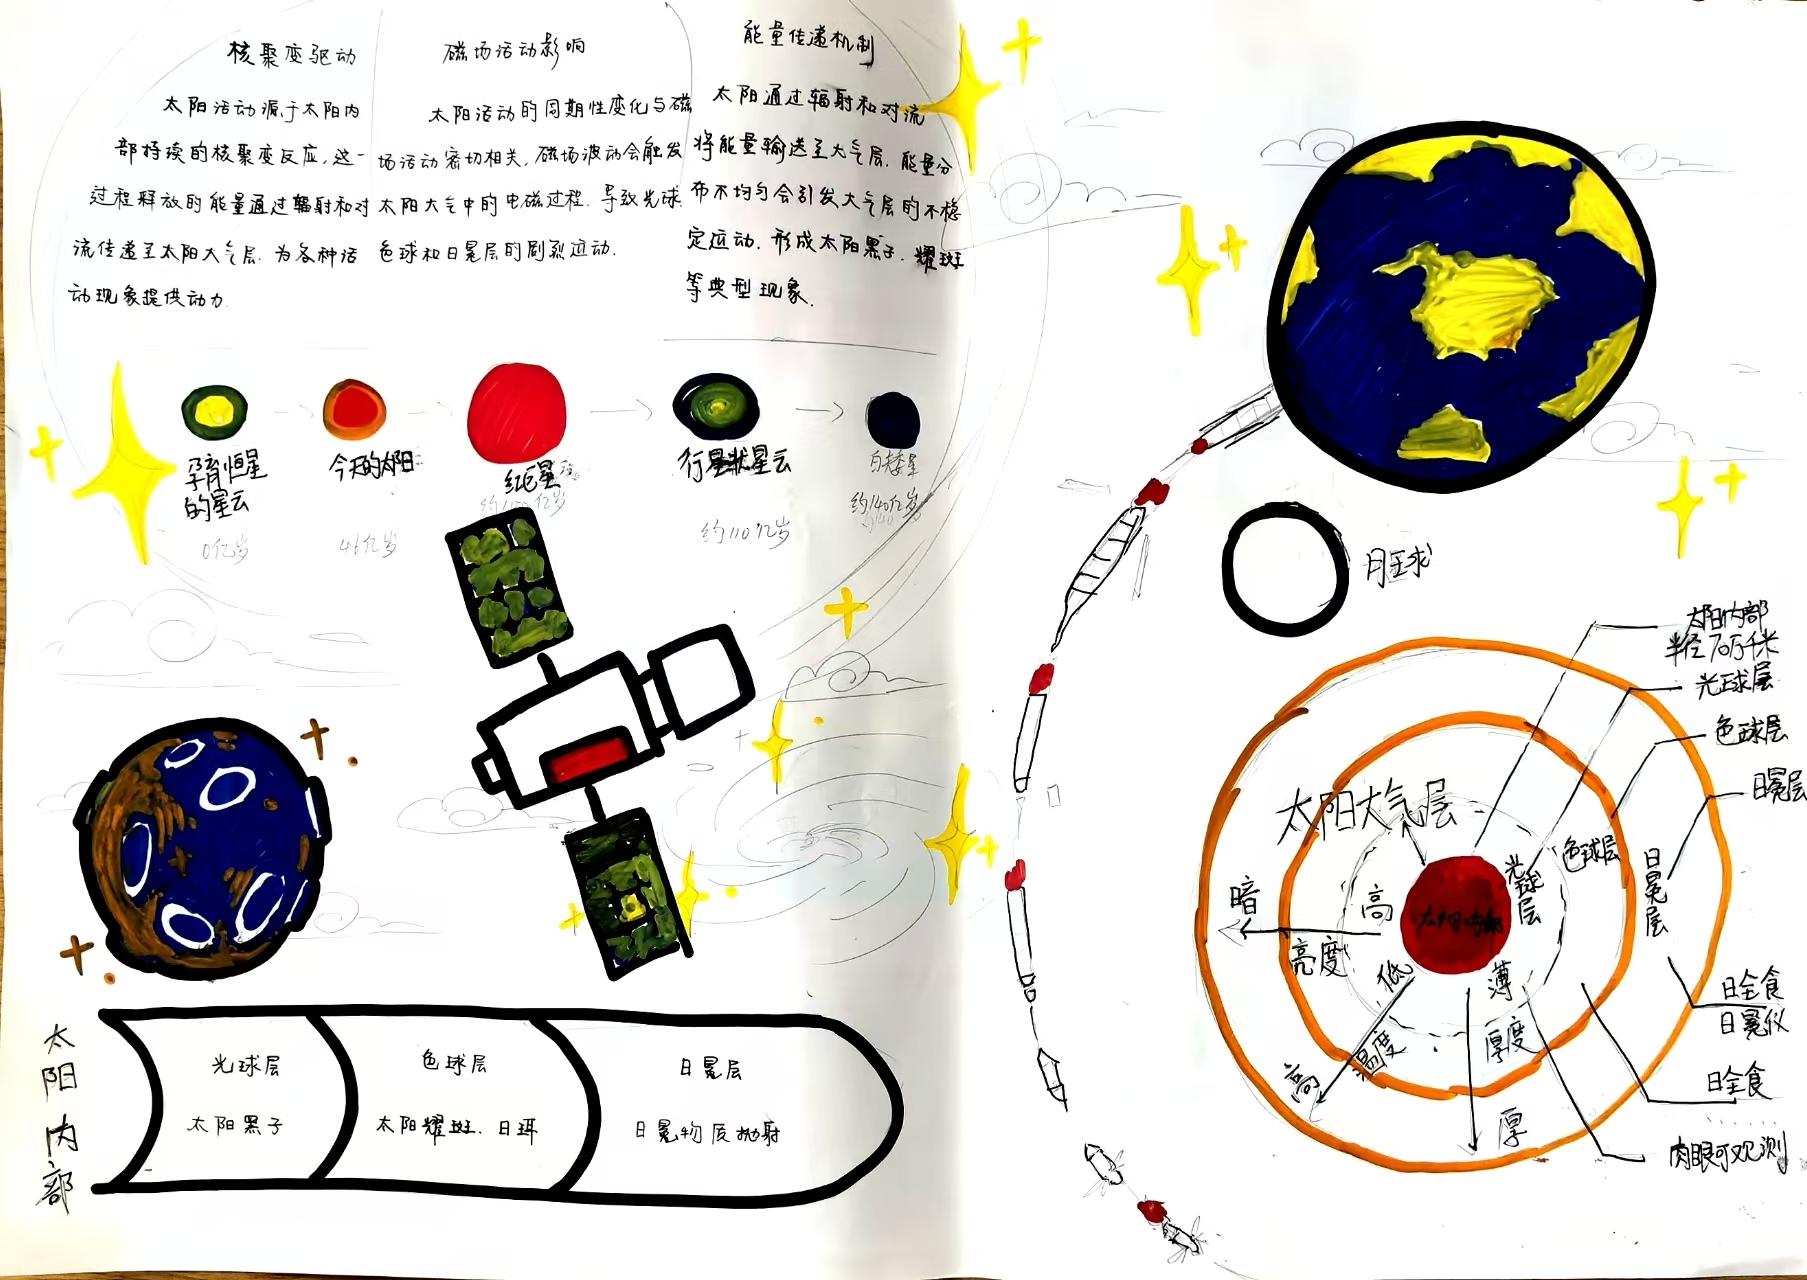 核聚变驱动
太阳活动源于太阳内
部持续的核聚变反应,这一
过程释放的能量通过辐射和对
流传递至太阳大气层.为各种活
动现象提供动力.
磁场活动影响
太阳活动的周期性变化与磁
场活动密切相关,磁场波动会触发
太阳大气中的电磁过程.导致光球.
色球和日冕层的剧烈运动.
能量传递机制
太阳通过辐射和对流
将能量输送至大气层.能量分
布不均匀会引发大气层的不稳
定运动.形成太阳黑子.耀斑
等典型现象.
孕育恒星
的星云
0亿岁
今天的太阳
46亿岁
红巨星
行星状星云
约110亿岁
白矮星
约140亿岁
月球
太阳内部
半径70万千米
光球层
色球层
日冕层
太阳大气层
光球层
色球层
日冕层
太阳内部
暗
亮度
高
低
温度
高
薄
厚度
厚
日全食
日冕仪
日全食
肉眼可观测
太阳内部
光球层
太阳黑子
色球层
太阳耀斑.日珥
日冕层
日冕物质抛射